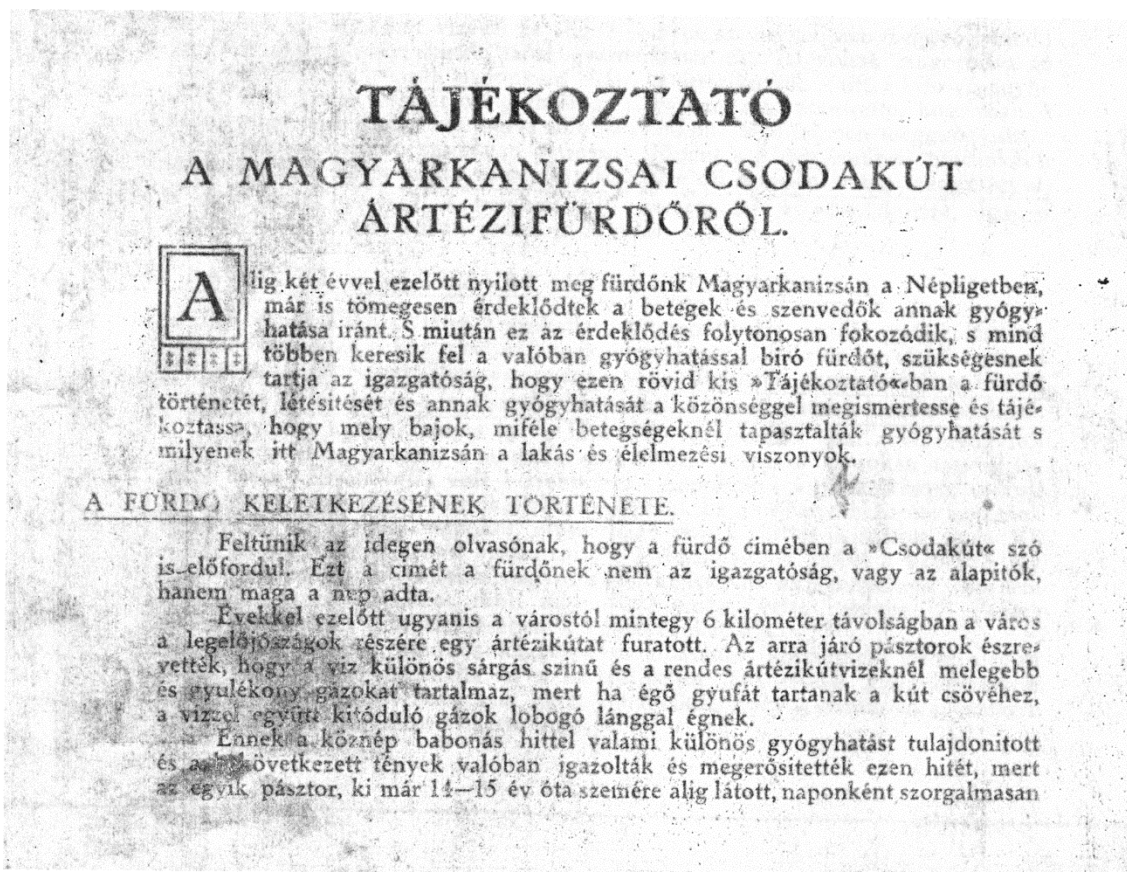 TÁJÉKOZTATÓ
A MAGYARKANIZSAI CSODAKÚT
ÁRTÉZIFÜRDŐRŐL.
Alig két évvel ezelőtt nyilott meg fürdőnk Magyarkanizsán a Népligetben,
már is tömegesen érdeklődtek a betegek és szenvedők annak gyógy-
hatása iránt. S miután ez az érdeklődés folytonosan fokozódik, s mind
többen keresik fel a valóban gyógyhatással biró fürdőt, szükségesnek
tartja az igazgatóság, hogy ezen rövid kis »Tájékoztató«-ban a fürdő
történetét, létesitését és annak gyógyhatását a közönséggel megismertesse és tájé-
koztassa, hogy mely bajok, miféle betegségeknél tapasztalták gyógyhatását s
milyenek itt Magyarkanizsán a lakás és élelmezési viszonyok.
A FÜRDŐ KELETKEZÉSÉNEK TÖRTÉNETE.
Feltünik az idegen olvasónak, hogy a fürdő cimében a »Csodakút« szó
is előfordul. Ezt a cimét a fürdőnek nem az igazgatóság, vagy az alapitók,
hanem maga a nép adta.
Évekkel ezelőtt ugyanis a várostól mintegy 6 kilométer távolságban a város
a legelőjószágok részére egy ártézikútat furatott. Az arra járó pásztorok észre-
vették, hogy a viz különös sárgás szinű és a rendes ártézikútvizeknél melegebb
és gyulékony gázokat tartalmaz, mert ha égő gyufát tartanak a kút csövéhez,
a vizzel együtt kitóduló gázok lobogó lánggal égnek.
Ennek a köznép babonás hittel valami különös gyógyhatást tulajdonitott
és a bekövetkezett tények valóban igazolták és megerősitették ezen hitét, mert
az egyik pásztor, ki már 14—15 év óta szemére alig látott, naponként szorgalmasan